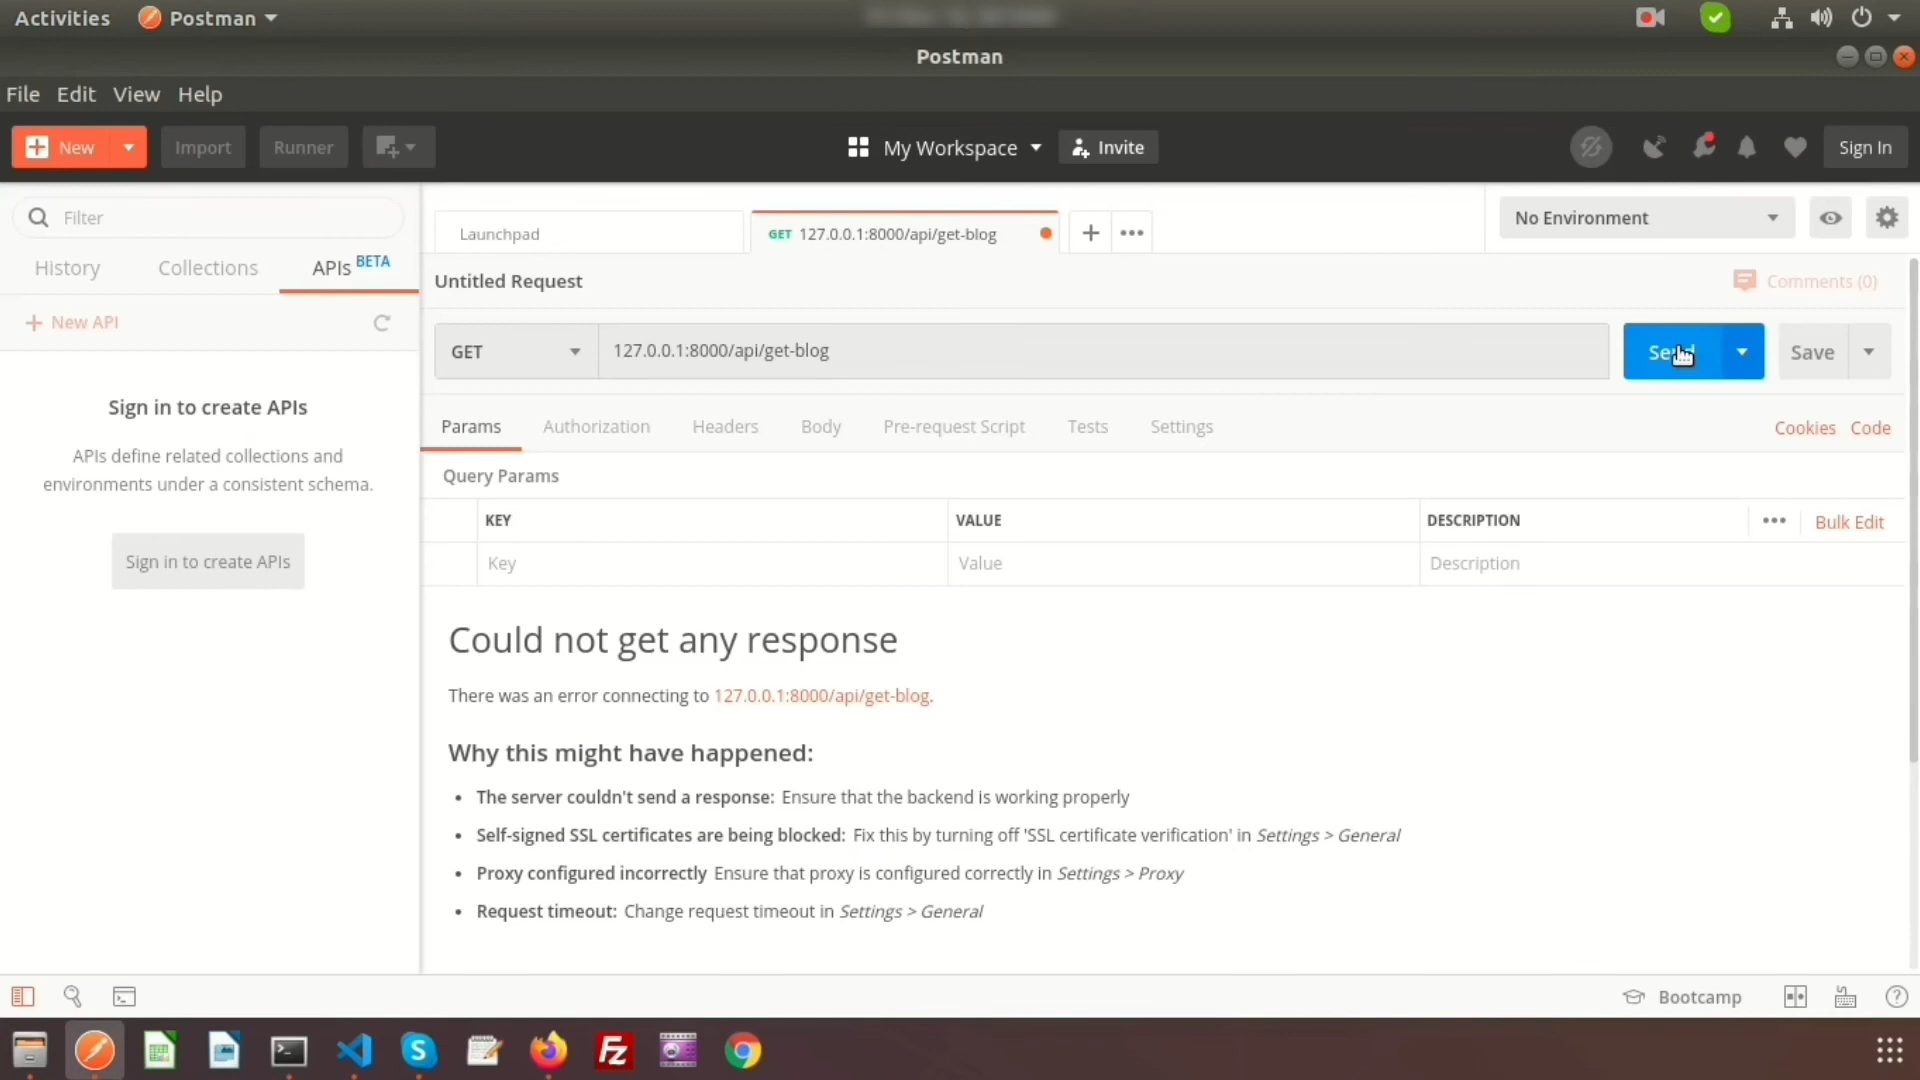 Activities Postman
Postman
File Edit View Help
New Import Runner My Workspace Invite Sign In
Filter
Launchpad GET 127.0.0.1:8000/api/get-blog No Environment
History Collections APIs BETA
Untitled Request Comments (0)
+ New API
GET 127.0.0.1:8000/api/get-blog Send Save
Sign in to create APIs
APIs define related collections and
environments under a consistent schema.
Sign in to create APIs
Params Authorization Headers Body Pre-request Script Tests Settings Cookies Code
Query Params
KEY VALUE DESCRIPTION Bulk Edit
Key Value Description
Could not get any response
There was an error connecting to 127.0.0.1:8000/api/get-blog.
Why this might have happened:
• The server couldn't send a response: Ensure that the backend is working properly
• Self-signed SSL certificates are being blocked: Fix this by turning off 'SSL certificate verification' in Settings > General
• Proxy configured incorrectly Ensure that proxy is configured correctly in Settings > Proxy
• Request timeout: Change request timeout in Settings > General
Bootcamp